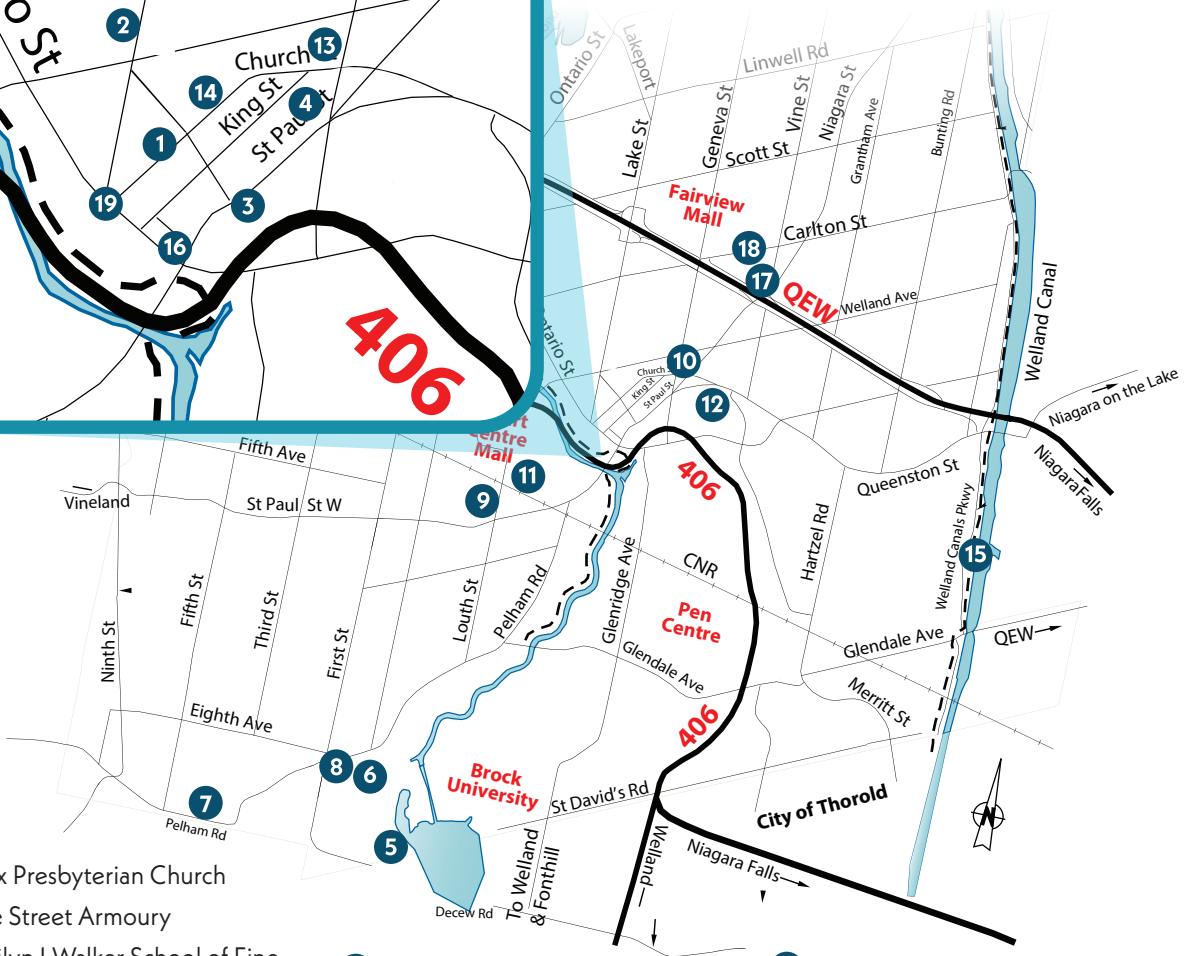 o St
2
Church
13
14
King St
4
St Paul St
1
19
3
16
406
Ontario St
Lakeport
Linwell Rd
Lake St
Geneva St
Vine St
Niagara St
Grantham Ave
Bunting Rd
Scott St
Fairview
Mall
18
Carlton St
17
QEW
Welland Ave
Welland Canal
ntario St
10
Church S
King St
St Paul St
12
Niagara on the Lake
Niagara Falls
rt
Centre
Mall
Fifth Ave
11
9
Vineland
St Paul St W
406
Queenston St
Hartzel Rd
Welland Canals Pkwy
15
CNR
Fifth St
Third St
Louth St
Pelham Rd
Glenridge Ave
Pen
Centre
Ninth St
First St
Glendale Ave
Glendale Ave
QEW
Merritt St
Eighth Ave
406
8
6
7
Pelham Rd
Brock
University
St David's Rd
City of Thorold
N
5
To Welland
& Fonthill
Welland
Niagara Falls
Decew Rd
x Presbyterian Church
e Street Armoury
ilyn I Walker School of Fine